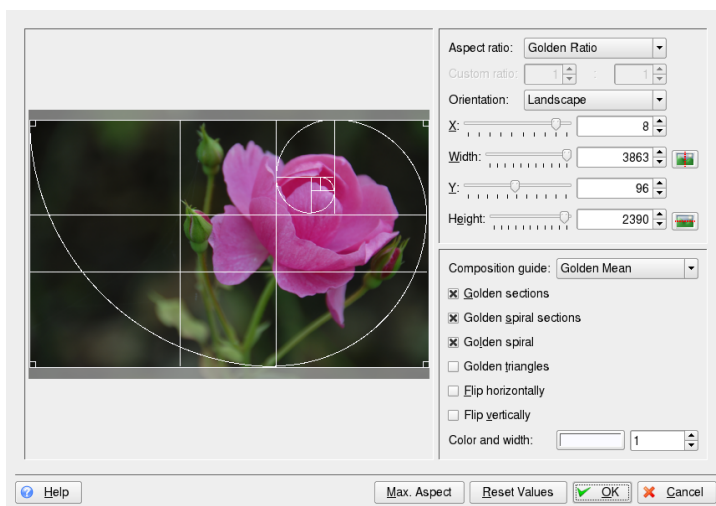 Aspect ratio: Golden Ratio
Custom ratio: 1 : 1
Orientation: Landscape
X: 8
Width: 3863
Y: 96
Height: 2390
Composition guide: Golden Mean
Golden sections
Golden spiral sections
Golden spiral
Golden triangles
Flip horizontally
Flip vertically
Color and width: 1
Help Max. Aspect Reset Values OK Cancel